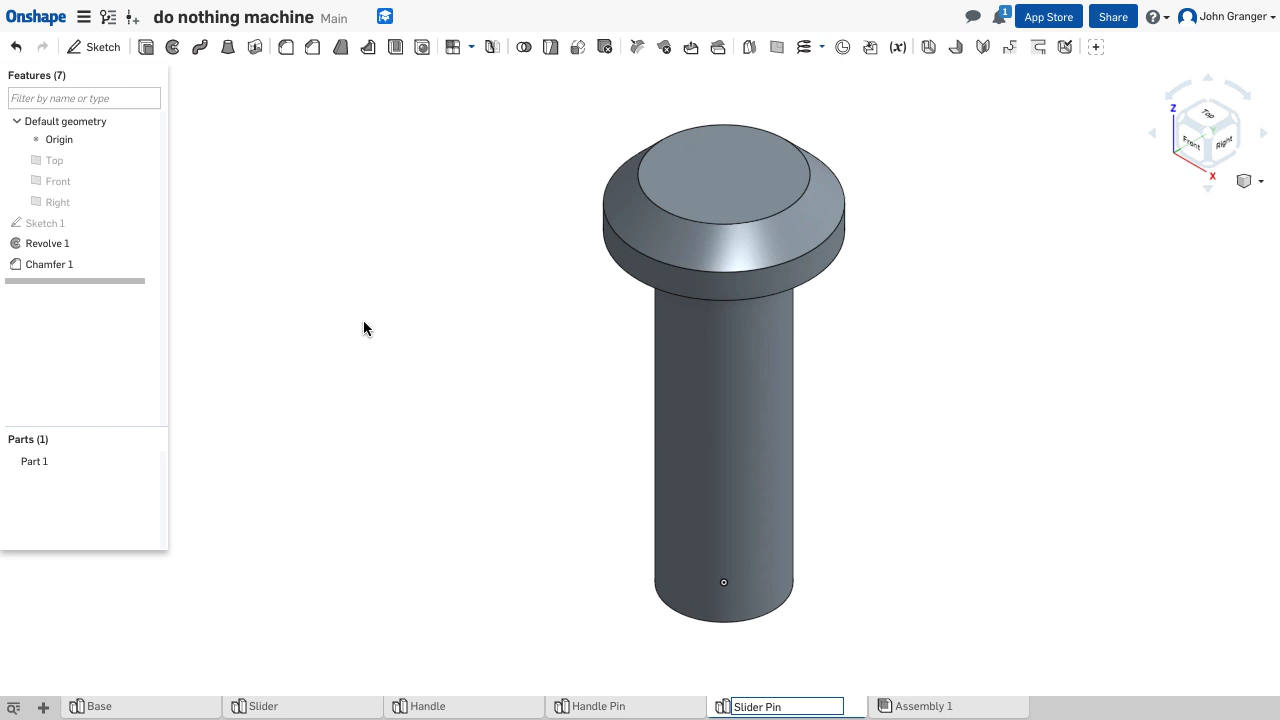 Onshape do nothing machine Main 1 App Store Share John Granger
Sketch (x)
Features (7)
Filter by name or type
Default geometry
Origin
Top
Front
Right
Sketch 1
Revolve 1
Chamfer 1
Parts (1)
Part 1
Z
Top
Front Right
X
Base Slider Handle Handle Pin Slider Pin Assembly 1